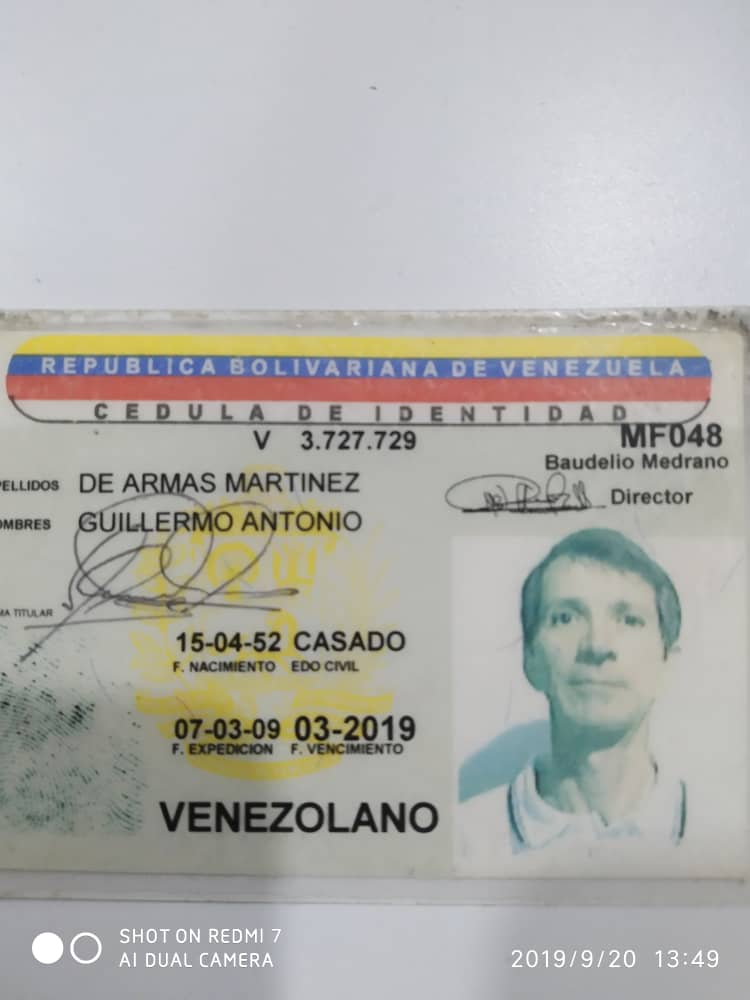 REPUBLICA BOLIVARIANA DE VENEZUELA
CEDULA DE IDENTIDAD
V 3.727.729
MF048
Baudelio Medrano
Director
PELLIDOS DE ARMAS MARTINEZ
OMBRES GUILLERMO ANTONIO
MA TITULAR
15-04-52 CASADO
F. NACIMIENTO EDO CIVIL
07-03-09 03-2019
F. EXPEDICION F. VENCIMIENTO
VENEZOLANO
SHOT ON REDMI 7
AI DUAL CAMERA
2019/9/20 13:49